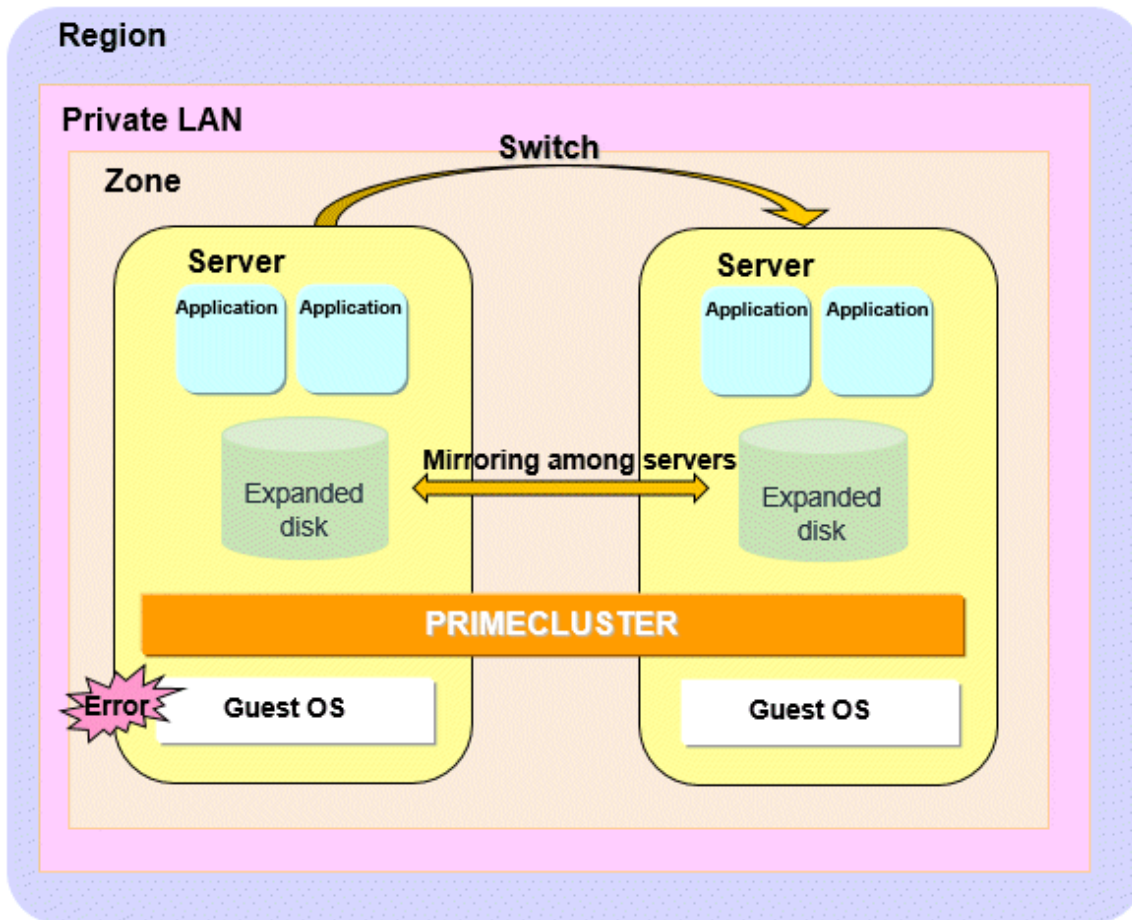 Region
Private LAN
Switch
Zone
Server
Server
Application
Application
Application
Application
Mirroring among servers
Expanded
disk
Expanded
disk
PRIMECLUSTER
Error
Guest OS
Guest OS